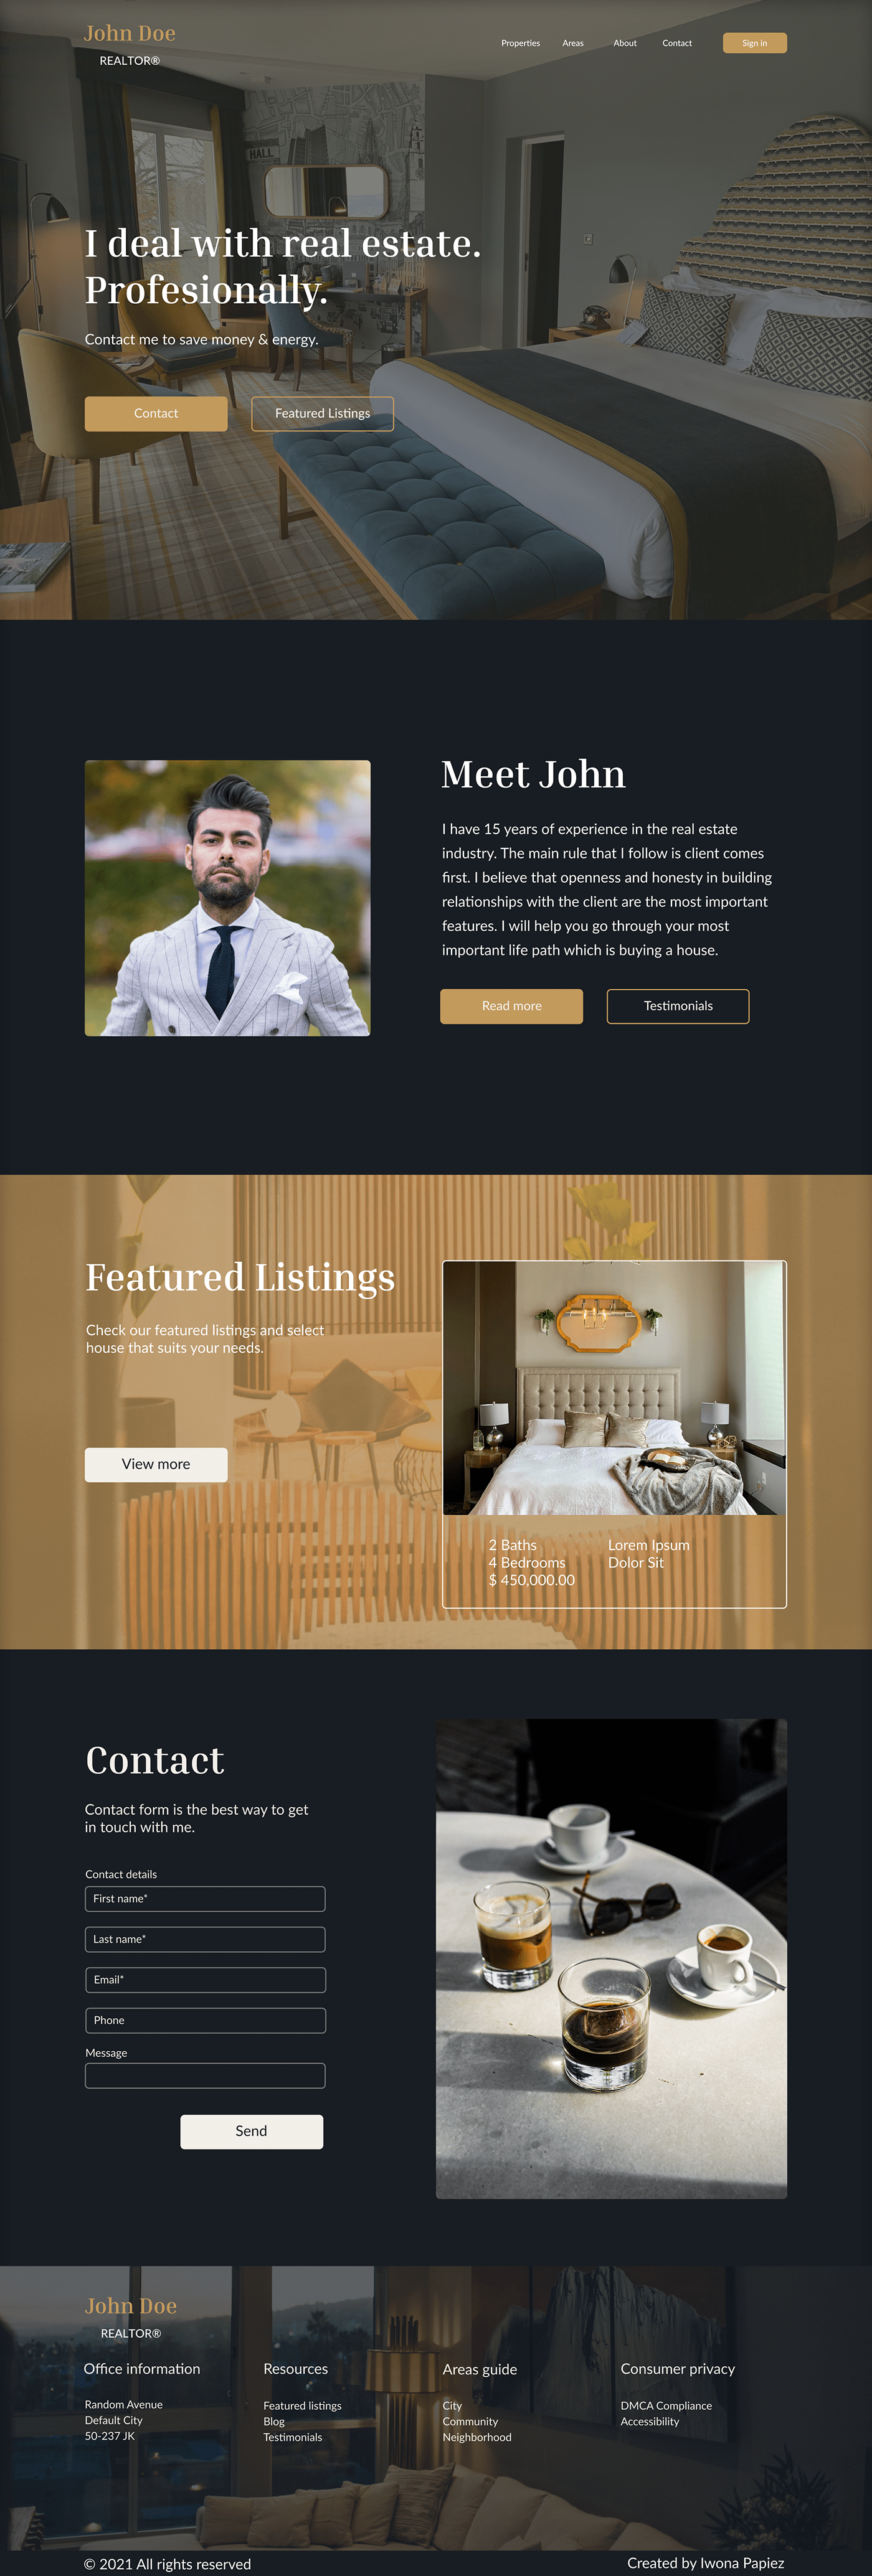 John Doe
REALTOR®
Properties Areas About Contact Sign in
HALL
I deal with real estate.
Profesionally.
Contact me to save money & energy.
Contact Featured Listings
Meet John
I have 15 years of experience in the real estate
industry. The main rule that I follow is client comes
first. I believe that openness and honesty in building
relationships with the client are the most important
features. I will help you go through your most
important life path which is buying a house.
Read more Testimonials
Featured Listings
Check our featured listings and select
house that suits your needs.
View more
2 Baths
4 Bedrooms
$ 450,000.00
Lorem Ipsum
Dolor Sit
Contact
Contact form is the best way to get
in touch with me.
Contact details
First name*
Last name*
Email*
Phone
Message
Send
John Doe
REALTOR®
Office information
Random Avenue
Default City
50-237 JK
Resources
Featured listings
Blog
Testimonials
Areas guide
City
Community
Neighborhood
Consumer privacy
DMCA Compliance
Accessibility
© 2021 All rights reserved
Created by Iwona Papiez